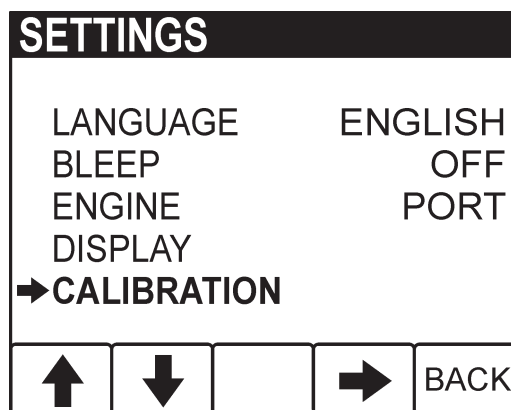 SETTINGS
LANGUAGE ENGLISH
BLEEP OFF
ENGINE PORT
DISPLAY
CALIBRATION
BACK